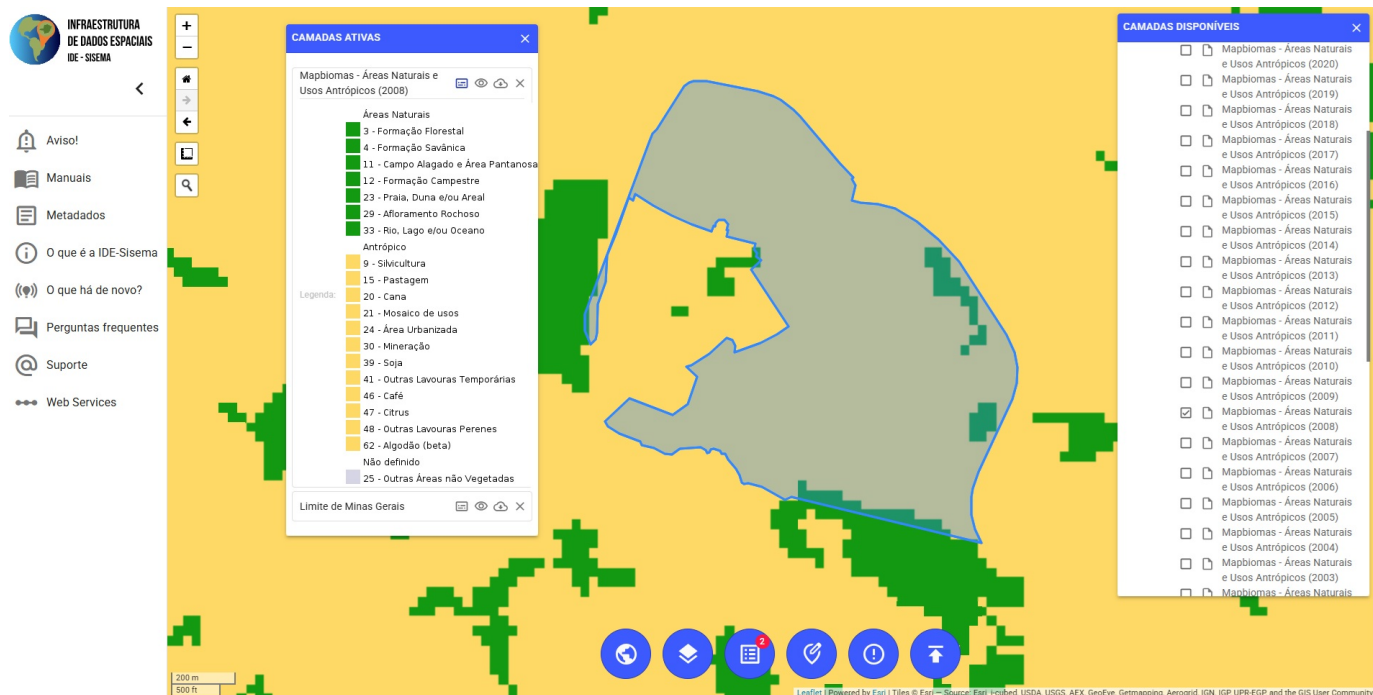 INFRAESTRUTURA
DE DADOS ESPACIAIS
IDE - SISEMA
Aviso!
Manuais
Metadados
O que é a IDE-Sisema
O que há de novo?
Perguntas frequentes
Suporte
Web Services
+
−
CAMADAS ATIVAS
Mapbiomas - Áreas Naturais e
Usos Antrópicos (2008)
Legenda:
Áreas Naturais
3 - Formação Florestal
4 - Formação Savânica
11 - Campo Alagado e Área Pantanosa
12 - Formação Campestre
23 - Praia, Duna e/ou Areal
29 - Afloramento Rochoso
33 - Rio, Lago e/ou Oceano
Antrópico
9 - Silvicultura
15 - Pastagem
20 - Cana
21 - Mosaico de usos
24 - Área Urbanizada
30 - Mineração
39 - Soja
41 - Outras Lavouras Temporárias
46 - Café
47 - Citrus
48 - Outras Lavouras Perenes
62 - Algodão (beta)
Não definido
25 - Outras Áreas não Vegetadas
Limite de Minas Gerais
CAMADAS DISPONÍVEIS
Mapbiomas - Áreas Naturais
e Usos Antrópicos (2020)
Mapbiomas - Áreas Naturais
e Usos Antrópicos (2019)
Mapbiomas - Áreas Naturais
e Usos Antrópicos (2018)
Mapbiomas - Áreas Naturais
e Usos Antrópicos (2017)
Mapbiomas - Áreas Naturais
e Usos Antrópicos (2016)
Mapbiomas - Áreas Naturais
e Usos Antrópicos (2015)
Mapbiomas - Áreas Naturais
e Usos Antrópicos (2014)
Mapbiomas - Áreas Naturais
e Usos Antrópicos (2013)
Mapbiomas - Áreas Naturais
e Usos Antrópicos (2012)
Mapbiomas - Áreas Naturais
e Usos Antrópicos (2011)
Mapbiomas - Áreas Naturais
e Usos Antrópicos (2010)
Mapbiomas - Áreas Naturais
e Usos Antrópicos (2009)
Mapbiomas - Áreas Naturais
e Usos Antrópicos (2008)
Mapbiomas - Áreas Naturais
e Usos Antrópicos (2007)
Mapbiomas - Áreas Naturais
e Usos Antrópicos (2006)
Mapbiomas - Áreas Naturais
e Usos Antrópicos (2005)
Mapbiomas - Áreas Naturais
e Usos Antrópicos (2004)
Mapbiomas - Áreas Naturais
e Usos Antrópicos (2003)
Mapbiomas - Áreas Naturais
2
200 m
500 ft
Leaflet | Powered by Esri | Tiles © Esri — Source: Esri, i-cubed, USDA, USGS, AEX, GeoEye, Getmapping, Aerogrid, IGN, IGP, UPR-EGP, and the GIS User Community